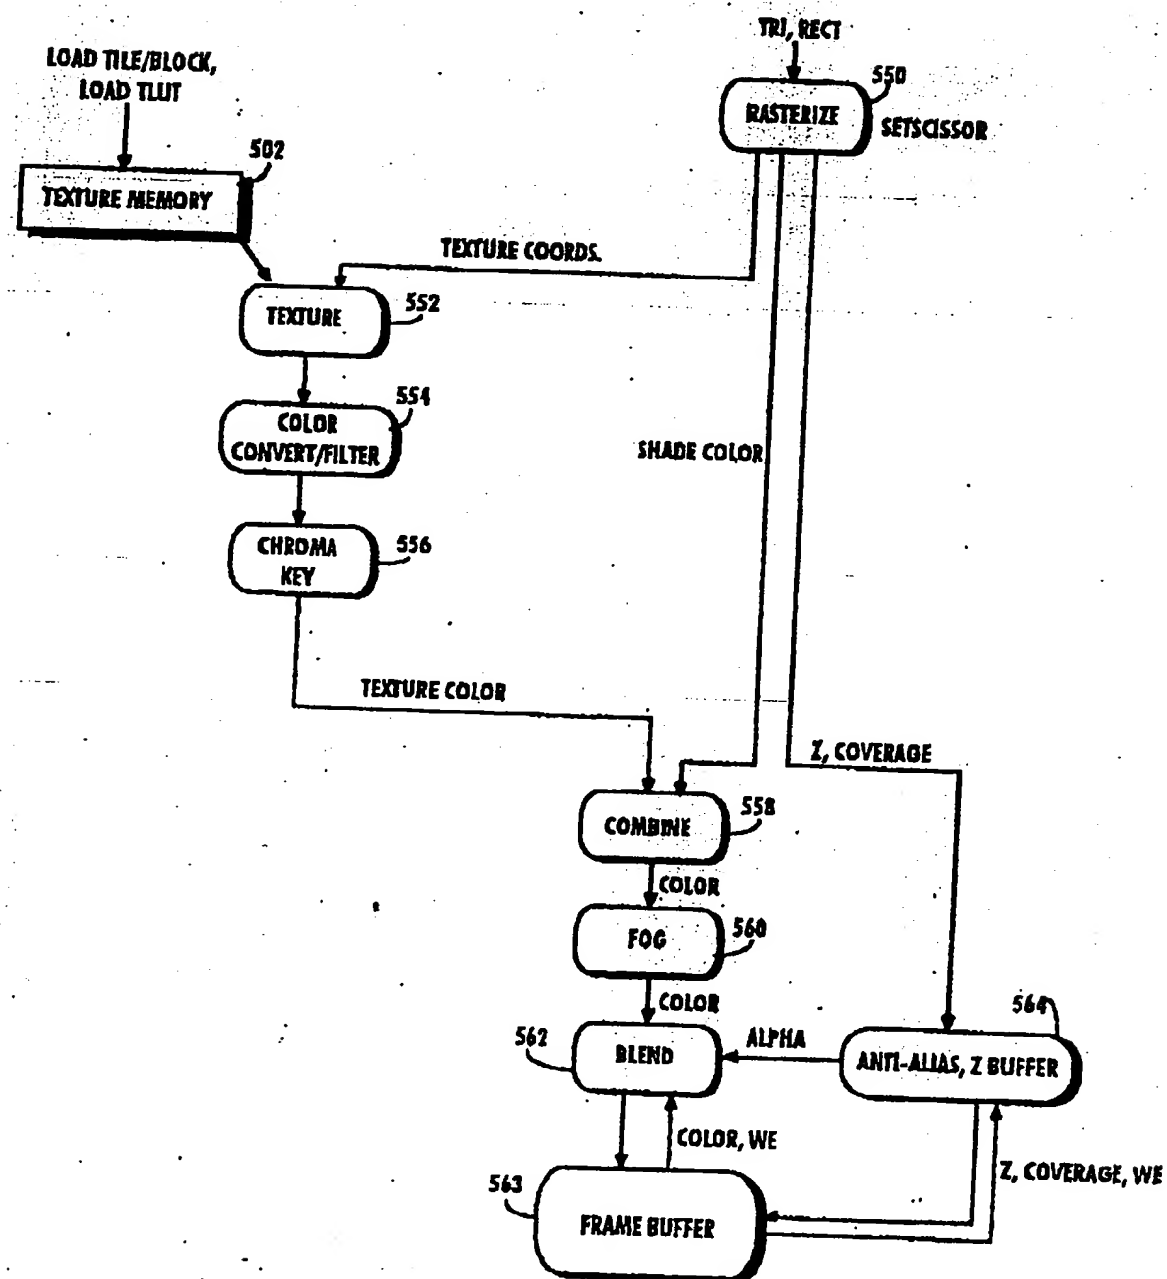 TRI, RECT
LOAD TILE/BLOCK,
LOAD TLUT
550
RASTERIZE
SETSCISSOR
502
TEXTURE MEMORY
TEXTURE COORDS.
TEXTURE
552
554
COLOR
CONVERT/FILTER
SHADE COLOR
CHROMA
KEY
556
TEXTURE COLOR
Z, COVERAGE
558
COMBINE
COLOR
560
FOG
COLOR
564
562
BLEND
ALPHA
ANTI-ALIAS, Z BUFFER
COLOR, WE
Z, COVERAGE, WE
563
FRAME BUFFER